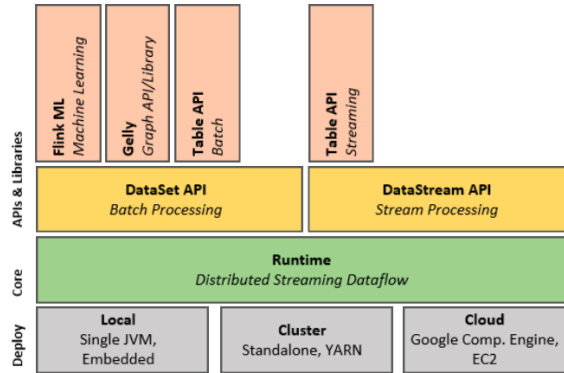 Flink ML
Machine Learning
Gelly
Graph API/Library
Table API
Batch
Table API
Streaming
APIs & Libraries
DataSet API
Batch Processing
DataStream API
Stream Processing
Core
Runtime
Distributed Streaming Dataflow
Deploy
Local
Single JVM,
Embedded
Cluster
Standalone, YARN
Cloud
Google Comp. Engine,
EC2